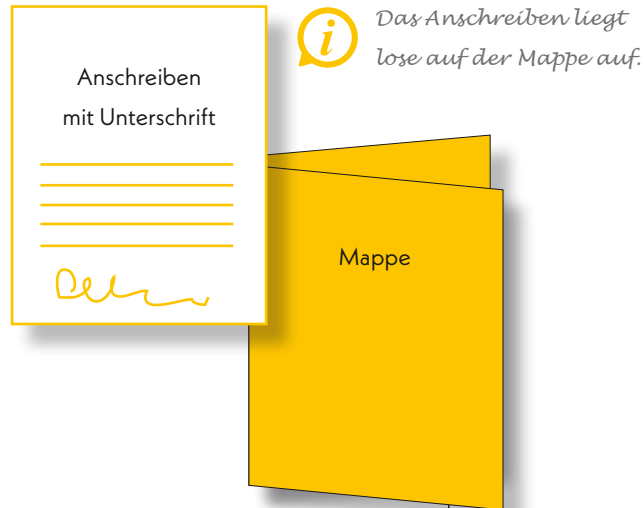 Das Anschreiben liegt
lose auf der Mappe auf.
Anschreiben
mit Unterschrift
Mappe